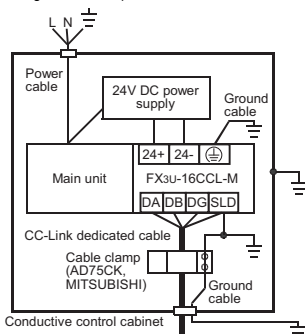 L N
Power
cable
24V DC power
supply
Ground
cable
24+ 24-
Main unit
FX3U-16CCL-M
DA DB DG SLD
CC-Link dedicated cable
Cable clamp
(AD75CK,
MITSUBISHI)
Ground
cable
Conductive control cabinet